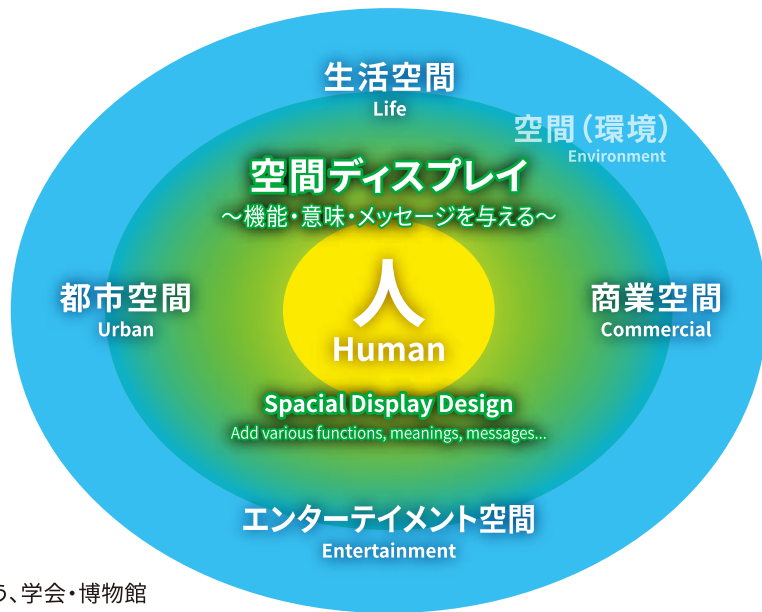 生活空間
Life
空間（環境）
Environment
空間ディスプレイ
〜機能・意味・メッセージを与える〜
人
Human
都市空間
Urban
商業空間
Commercial
Spacial Display Design
Add various functions, meanings, messages...
エンターテイメント空間
Entertainment
う、学会・博物館